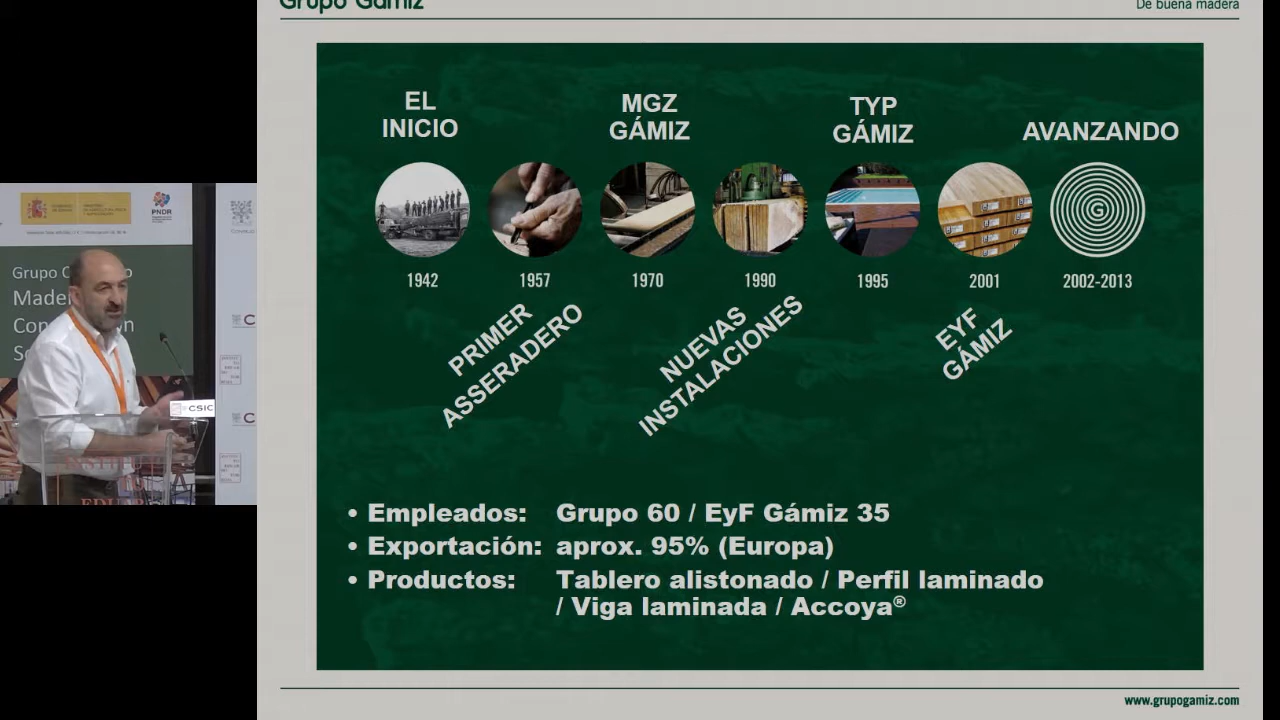 Grupo Gámiz
De buena madera
EL
INICIO
MGZ
GÁMIZ
TYP
GÁMIZ
AVANZANDO
1942
1957
1970
1990
1995
2001
2002-2013
PRIMER
ASSERADERO
NUEVAS
INSTALACIONES
EYF
GÁMIZ
• Empleados: Grupo 60 / EyF Gámiz 35
• Exportación: aprox. 95% (Europa)
• Productos: Tablero alistonado / Perfil laminado
/ Viga laminada / Accoya®
www.grupogamiz.com
PNDR
Grupo
CSIC